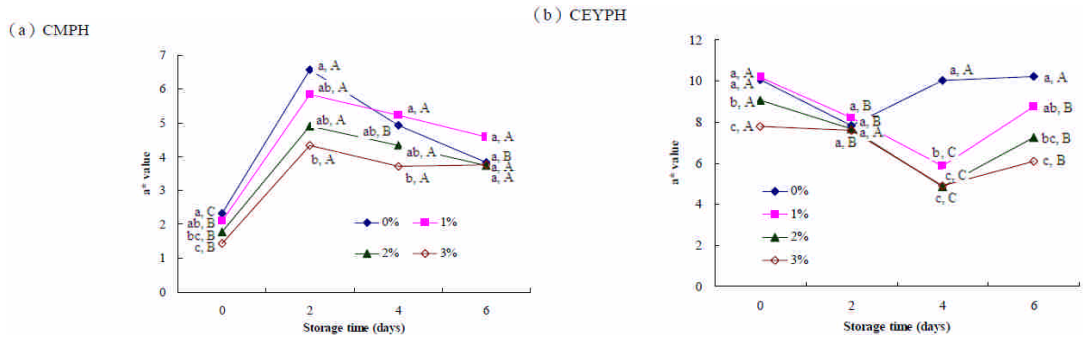 (a) CMPH
7
6
5
4
3
2
1
0
a* value
a, A
ab, A
ab, A
b, A
a, A
ab, B
ab, A
b, A
a, A
a, B
a, A
a, A
a, C
ab, B
bc, B
c, B
0% 1%
2% 3%
0 2 4 6
Storage time (days)
(b) CEYPH
12
10
8
6
4
2
0
a* value
a, A
a, A
b, A
c, A
a, B
a, B
a, A
a, B
a, A
b, C
c, C
c, C
a, A
ab, B
bc, B
c, B
0%
1%
2%
3%
0 2 4 6
Storage time (days)